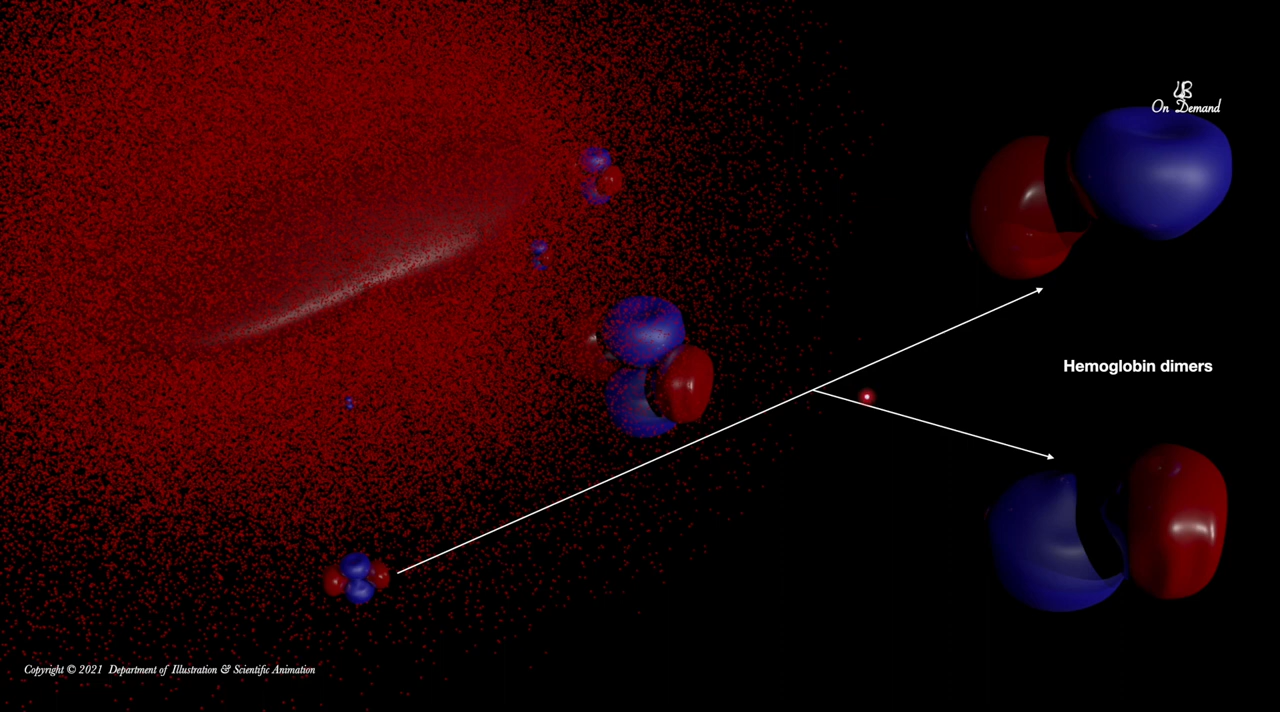 On Demand
Hemoglobin dimers
Copyright © 2021 Department of Illustration & Scientific Animation